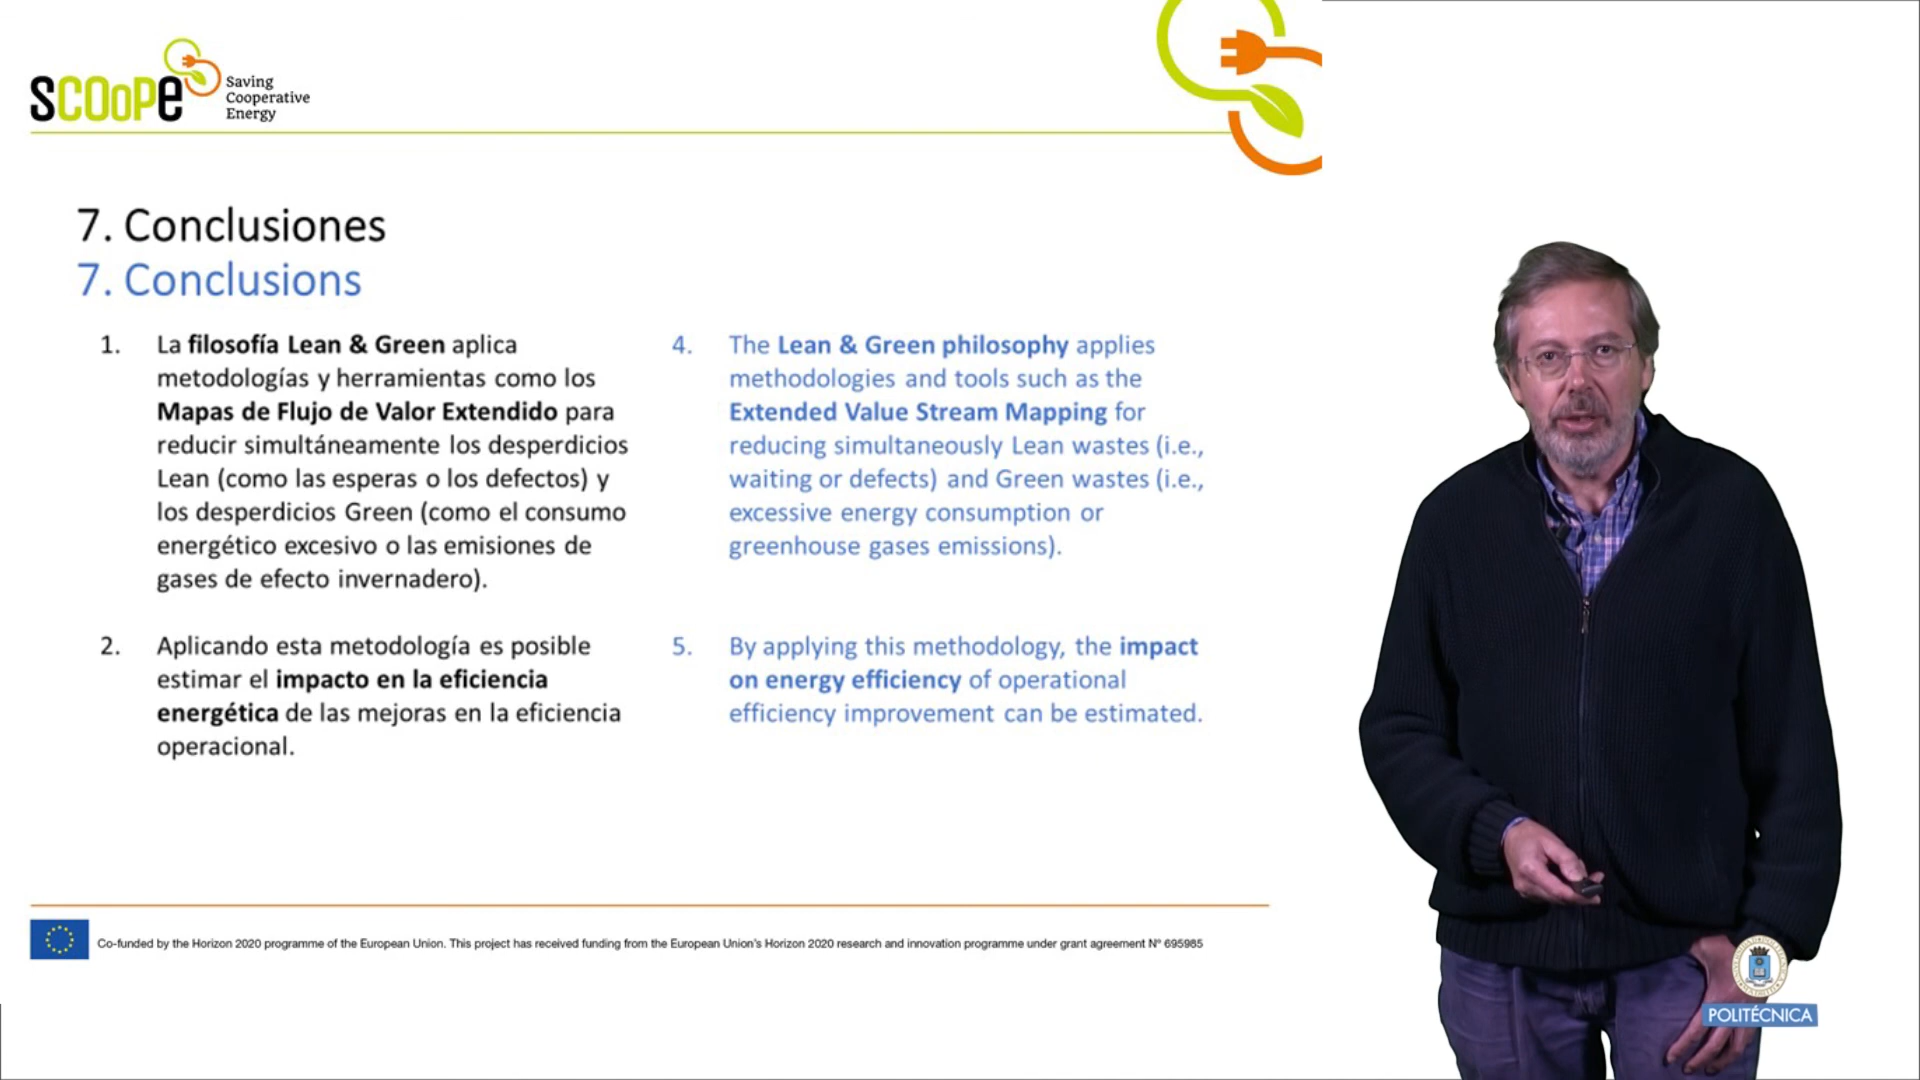 SCOoPE
Saving
Cooperative
Energy
7. Conclusiones
7. Conclusions
1. La filosofía Lean & Green aplica
metodologías y herramientas como los
Mapas de Flujo de Valor Extendido para
reducir simultáneamente los desperdicios
Lean (como las esperas o los defectos) y
los desperdicios Green (como el consumo
energético excesivo o las emisiones de
gases de efecto invernadero).
2. Aplicando esta metodología es posible
estimar el impacto en la eficiencia
energética de las mejoras en la eficiencia
operacional.
4. The Lean & Green philosophy applies
methodologies and tools such as the
Extended Value Stream Mapping for
reducing simultaneously Lean wastes (i.e.,
waiting or defects) and Green wastes (i.e.,
excessive energy consumption or
greenhouse gases emissions).
5. By applying this methodology, the impact
on energy efficiency of operational
efficiency improvement can be estimated.
Co-funded by the Horizon 2020 programme of the European Union. This project has received funding from the European Union's Horizon 2020 research and innovation programme under grant agreement N° 695985
POLITÉCNICA